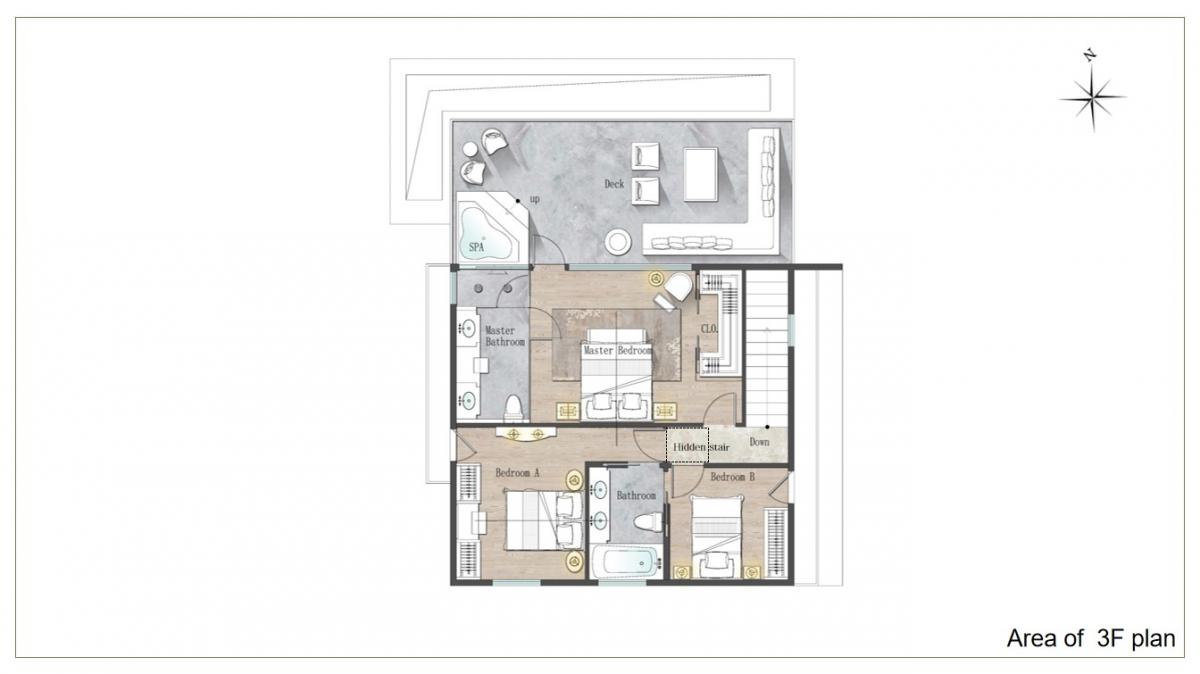 N
Deck
up
SPA
Master
Bathroom
CLO.
Master Bedroom
Down
Hidden stair
Bedroom A
Bedroom B
Bathroom
Area of 3F plan